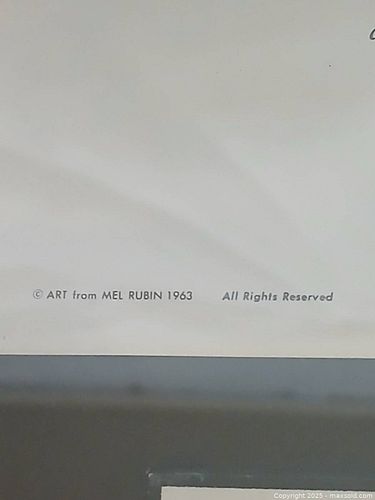 © ART from MEL RUBIN 1963 All Rights Reserved
Copyright 2025 - maxsold.com